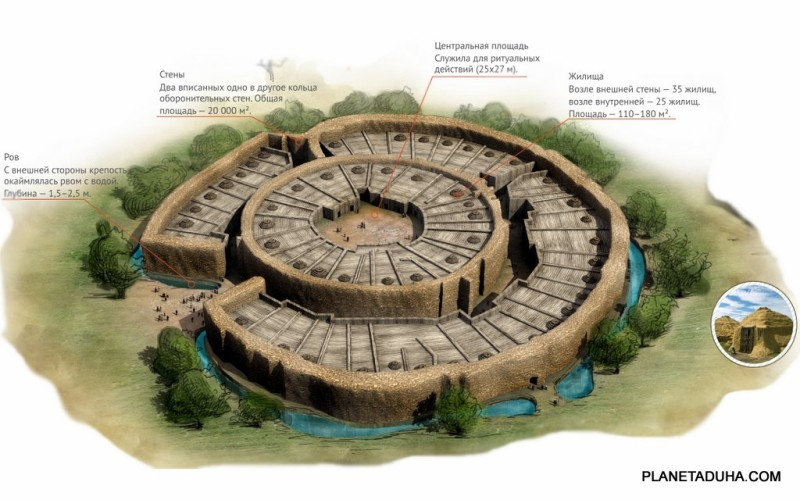 Центральная площадь
Служила для ритуальных
действий (25x27 м).
Стены
Два вписанных одно в другое кольца
оборонительных стен. Общая
площадь — 20 000 м².
Жилища
Возле внешней стены — 35 жилищ,
возле внутренней — 25 жилищ.
Площадь — 110–180 м².
Ров
С внешней стороны крепость
окаймлялась рвом с водой.
Глубина — 1,5–2,5 м.
PLANETADUHA.COM